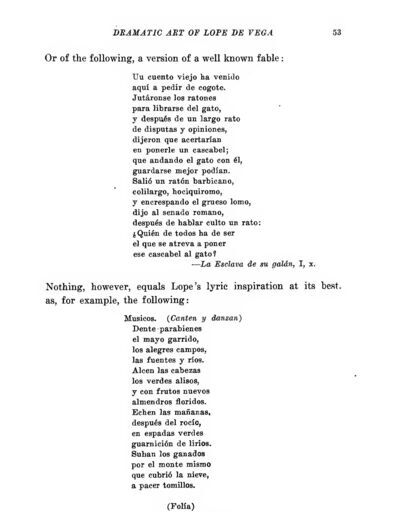 DRAMATIC ART OF LOPE DE VEGA 53
Or of the following, a version of a well known fable:
Un cuento viejo ha venido
aquí a pedir de cogote.
Jutáronse los ratones
para librarse del gato,
y después de un largo rato
de disputas y opiniones,
dijeron que acertarían
en ponerle un cascabel;
que andando el gato con él,
guardarse mejor podían.
Salió un ratón barbicano,
colilargo, hociquiromo,
y encrespando el grueso lomo,
dijo al senado romano,
después de hablar culto un rato:
¿Quién de todos ha de ser
el que se atreva a poner
ese cascabel al gato?
—La Esclava de su galán, I, x.
Nothing, however, equals Lope's lyric inspiration at its best.
as, for example, the following:
Musicos. (Canten y danzan)
Dente parabienes
el mayo garrido,
los alegres campos,
las fuentes y ríos.
Alcen las cabezas
los verdes alisos,
y con frutos nuevos
almendros floridos.
Echen las mañanas,
después del rocío,
en espadas verdes
guarnición de lirios.
Suban los ganados
por el monte mismo
que cubrió la nieve,
a pacer tomillos.
(Folía)